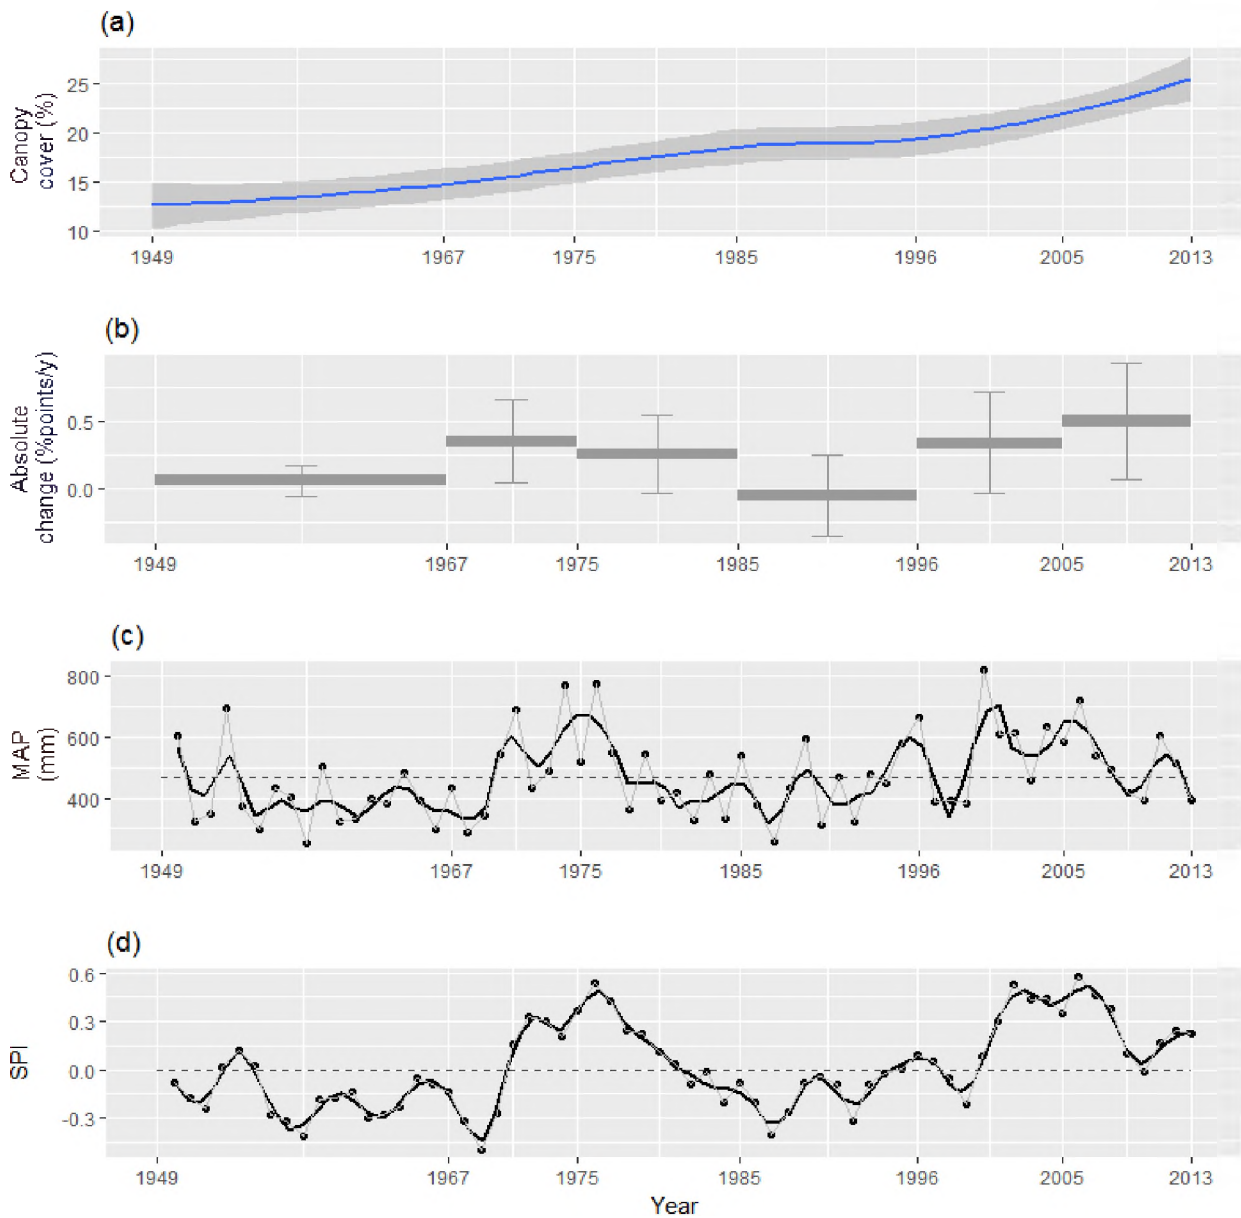 (a)
Canopy
cover (%)
25
20
15
10
1949 1967 1975 1985 1996 2005 2013
(b)
Absolute
change (%points/y)
0.5
0.0
1949 1967 1975 1985 1996 2005 2013
(c)
MAP
(mm)
800
600
400
1949 1967 1975 1985 1996 2005 2013
(d)
SPI
0.6
0.3
0.0
-0.3
1949 1967 1975 1985 1996 2005 2013
Year